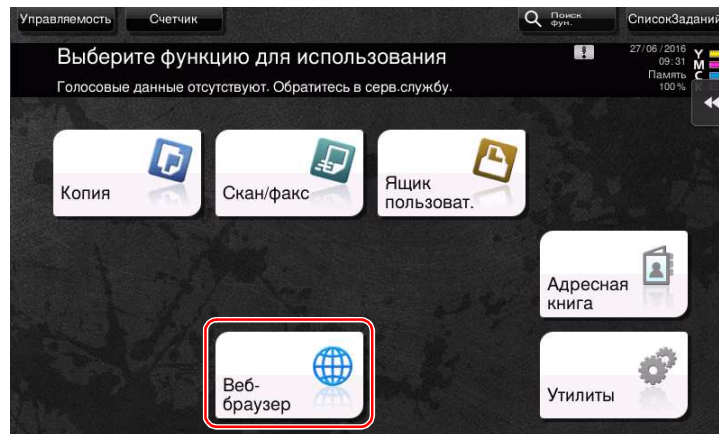 Управляемость
Счетчик
Поиск
фун.
СписокЗаданий
Выберите функцию для использования
Голосовые данные отсутствуют. Обратитесь в серв.службу.
27/06/2016
09:31
Память
100%
Y
M
C
K
Копия
Скан/факс
Ящик
пользоват.
Адресная
книга
Веб-
браузер
Утилиты